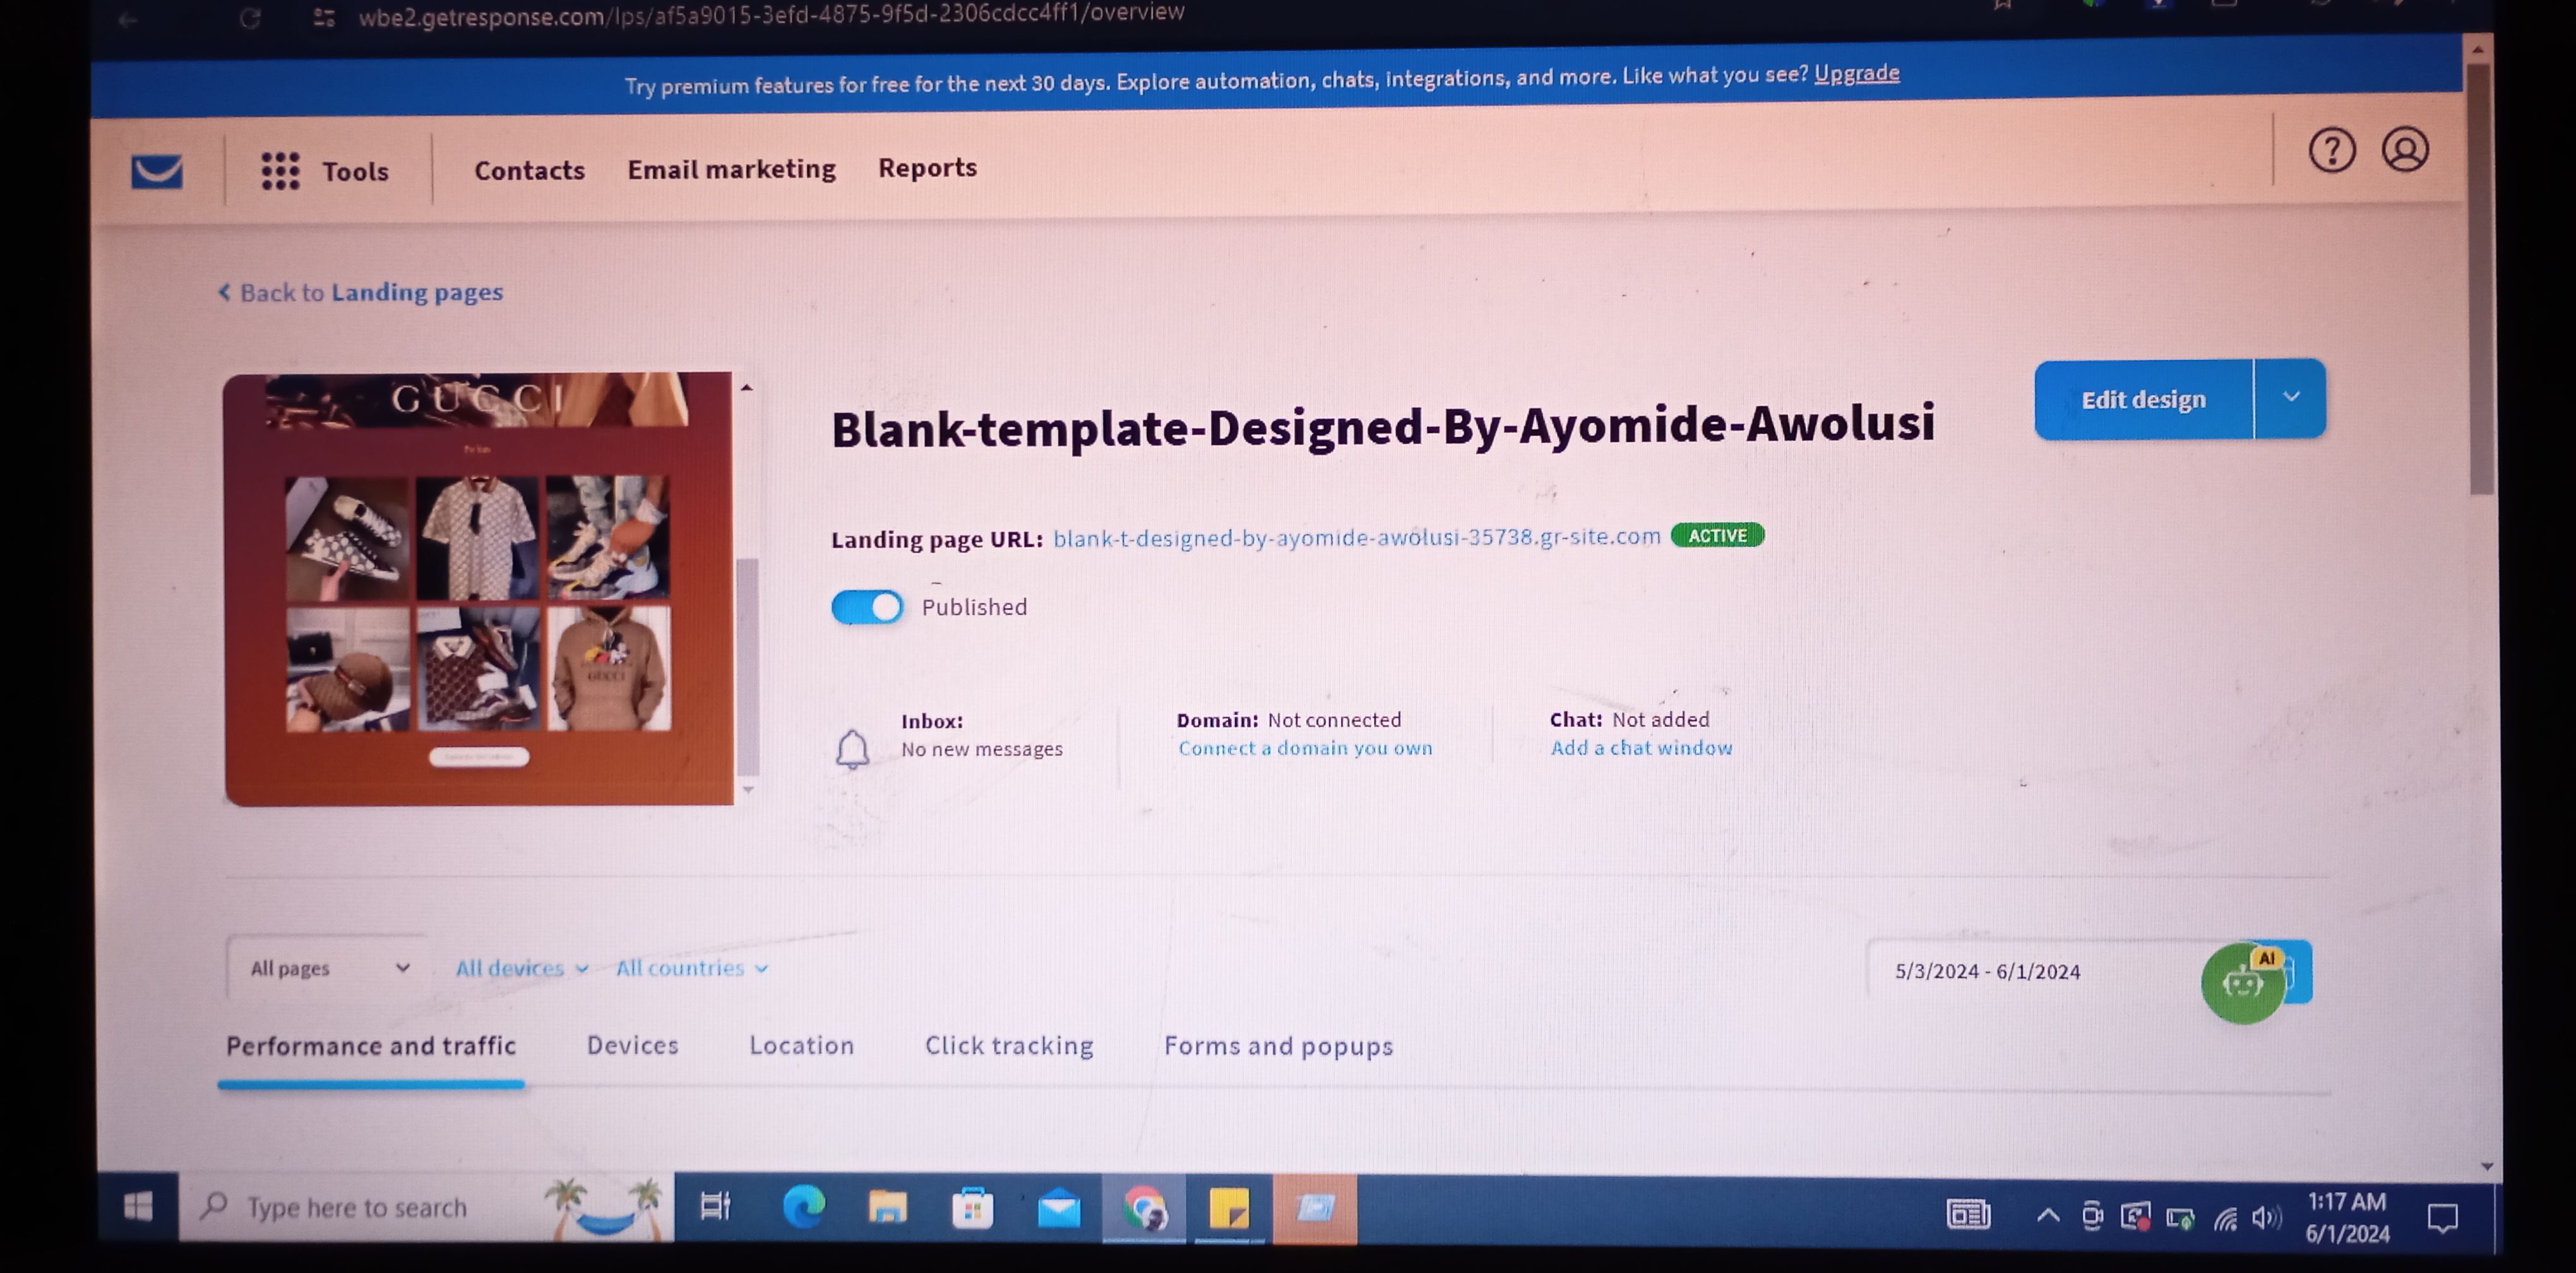 wbe2.getresponse.com/lps/af5a9015-3efd-4875-9f5d-2306cdcc4ff1/overview
Try premium features for free for the next 30 days. Explore automation, chats, integrations, and more. Like what you see? Upgrade
Tools
Contacts
Email marketing
Reports
Back to Landing pages
GUCCI
GUCCI
Blank-template-Designed-By-Ayomide-Awolusi
Edit design
Landing page URL: blank-t-designed-by-ayomide-awolusi-35738.gr-site.com ACTIVE
Published
Inbox:
No new messages
Domain: Not connected
Connect a domain you own
Chat: Not added
Add a chat window
All pages
All devices
All countries
5/3/2024 - 6/1/2024
AI
Performance and traffic
Devices
Location
Click tracking
Forms and popups
Type here to search
1:17 AM
6/1/2024